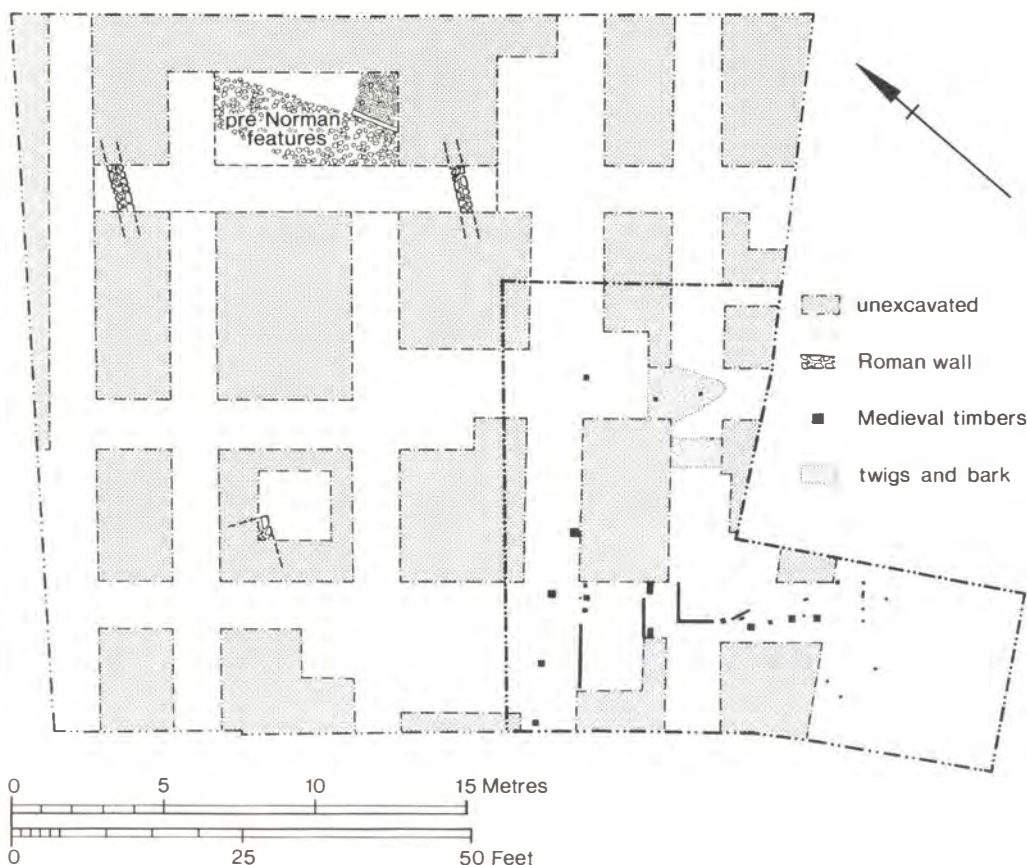 pre Norman
features
unexcavated
Roman wall
Medieval timbers
twigs and bark
0 5 10 15 Metres
0 25 50 Feet